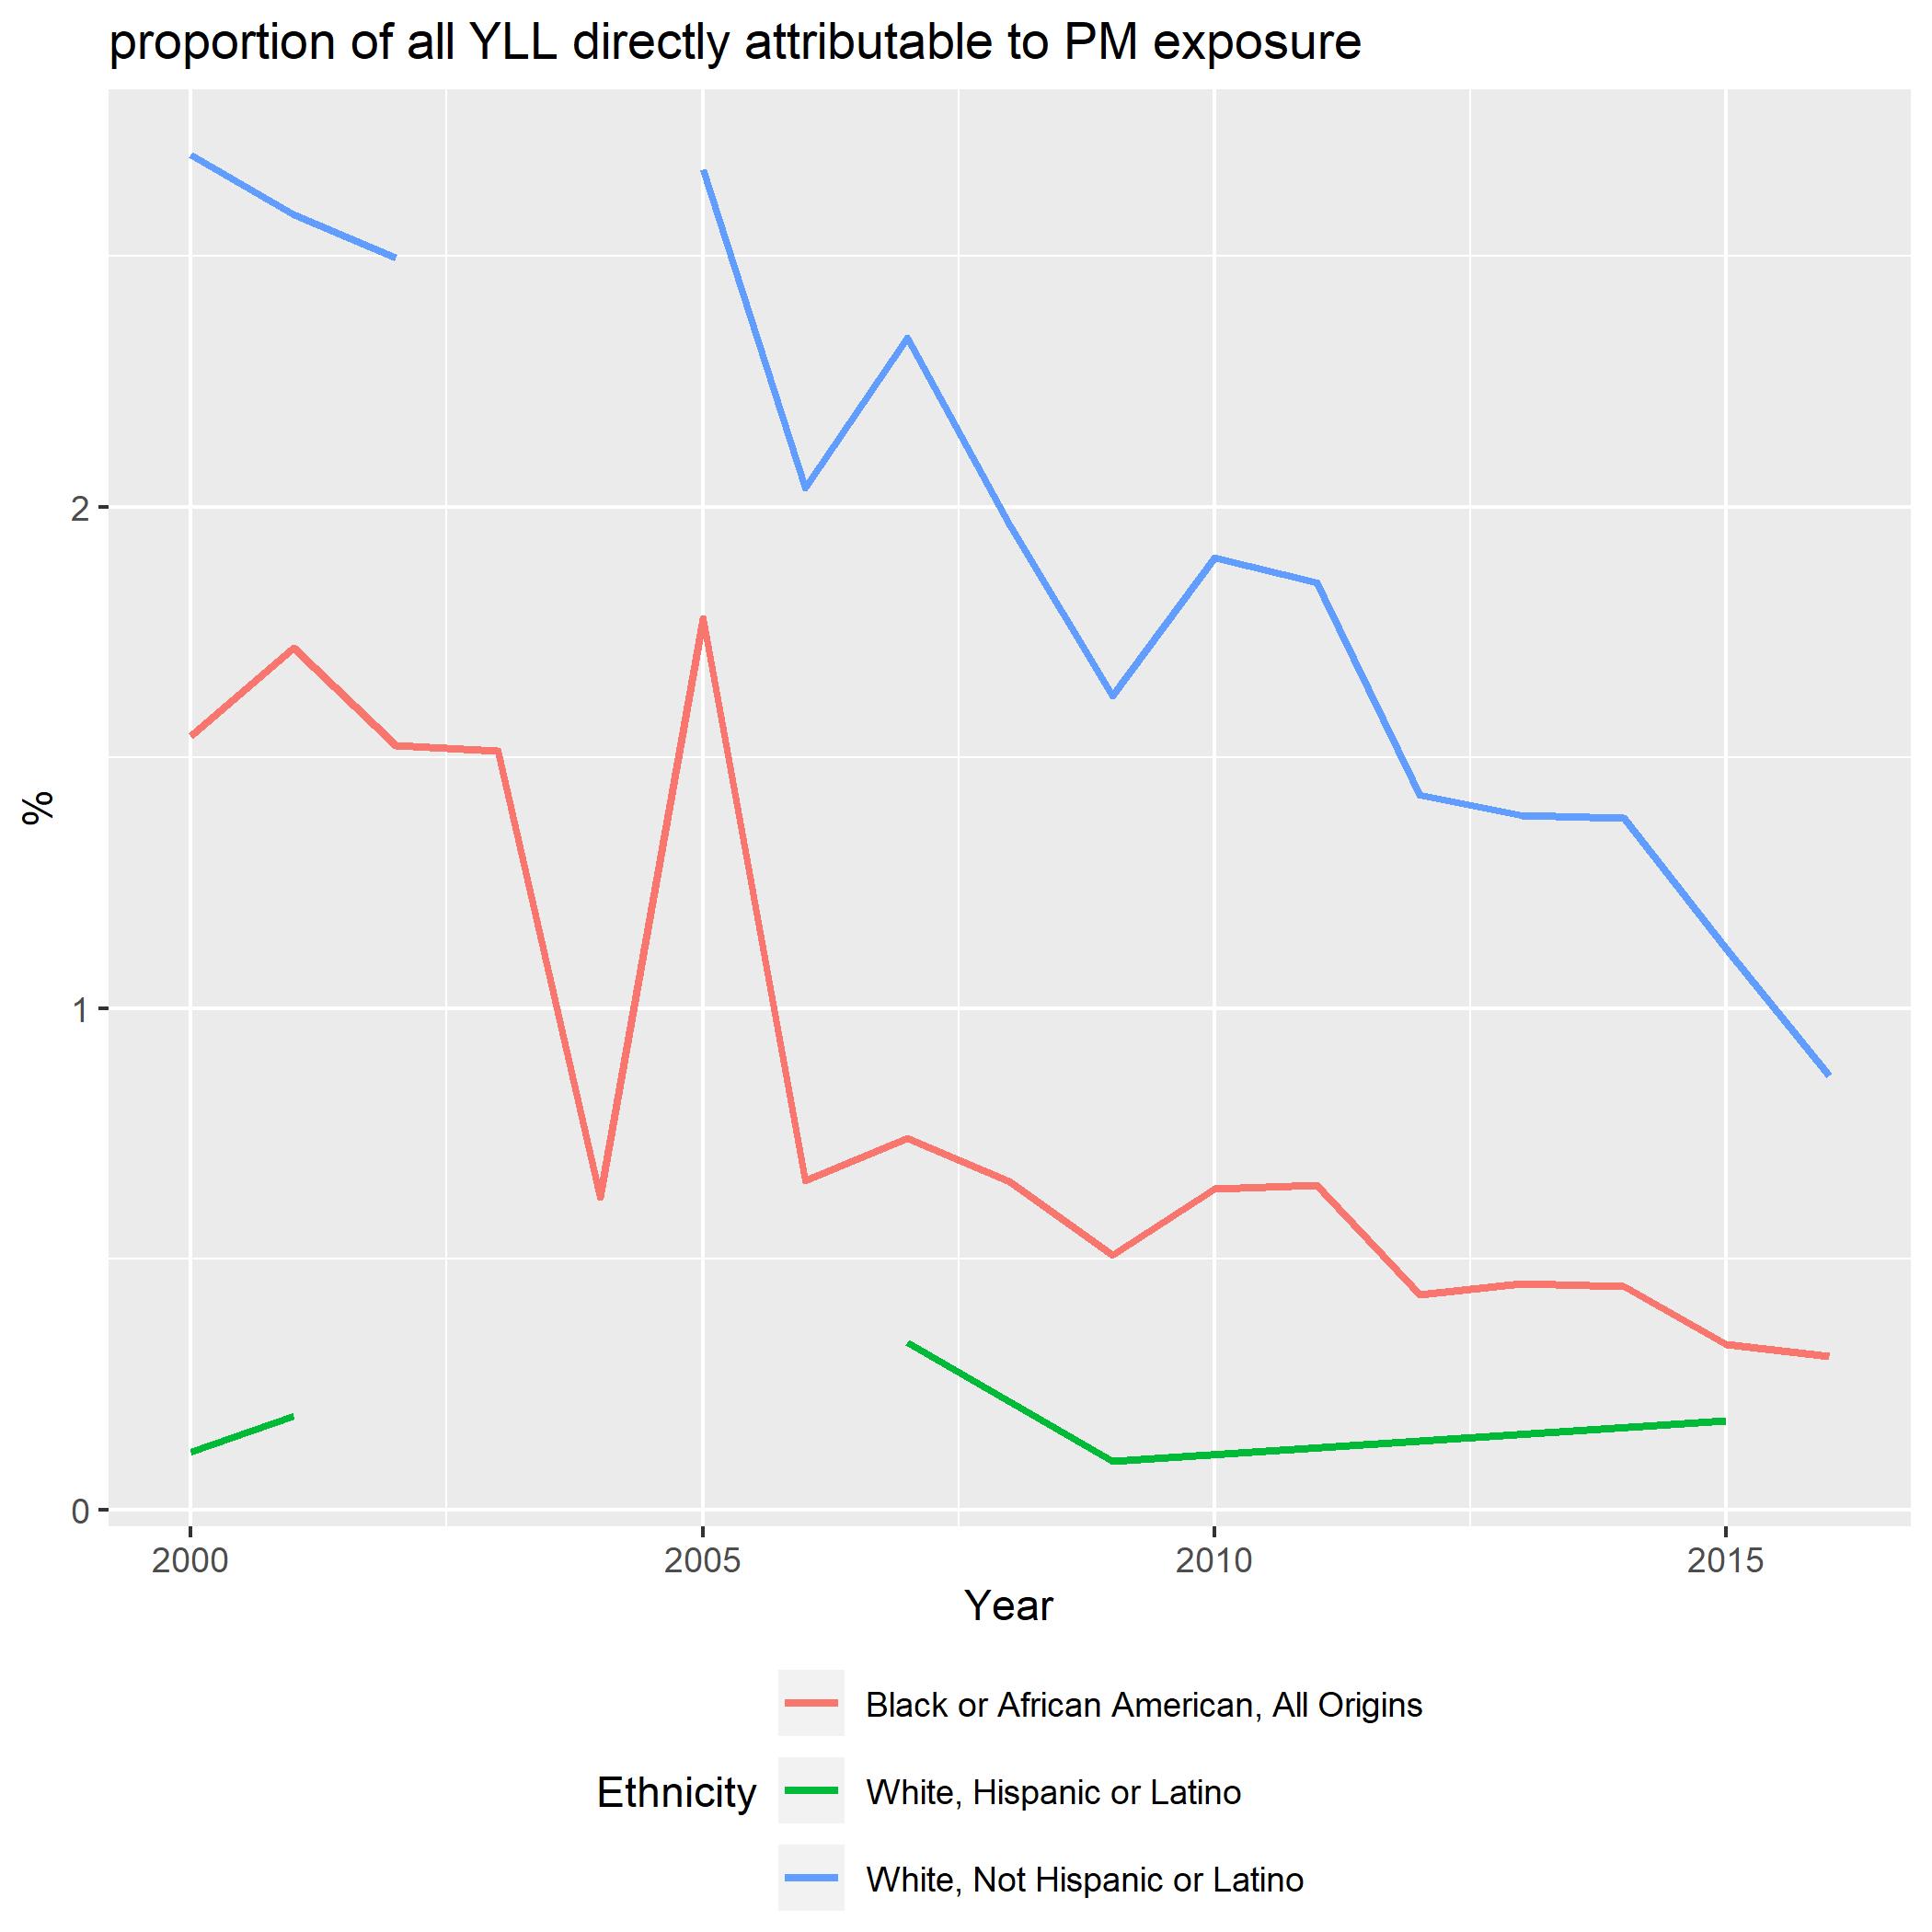 proportion of all YLL directly attributable to PM exposure
%
2
1
0
2000 2005 2010 2015
Year
Ethnicity
Black or African American, All Origins
White, Hispanic or Latino
White, Not Hispanic or Latino